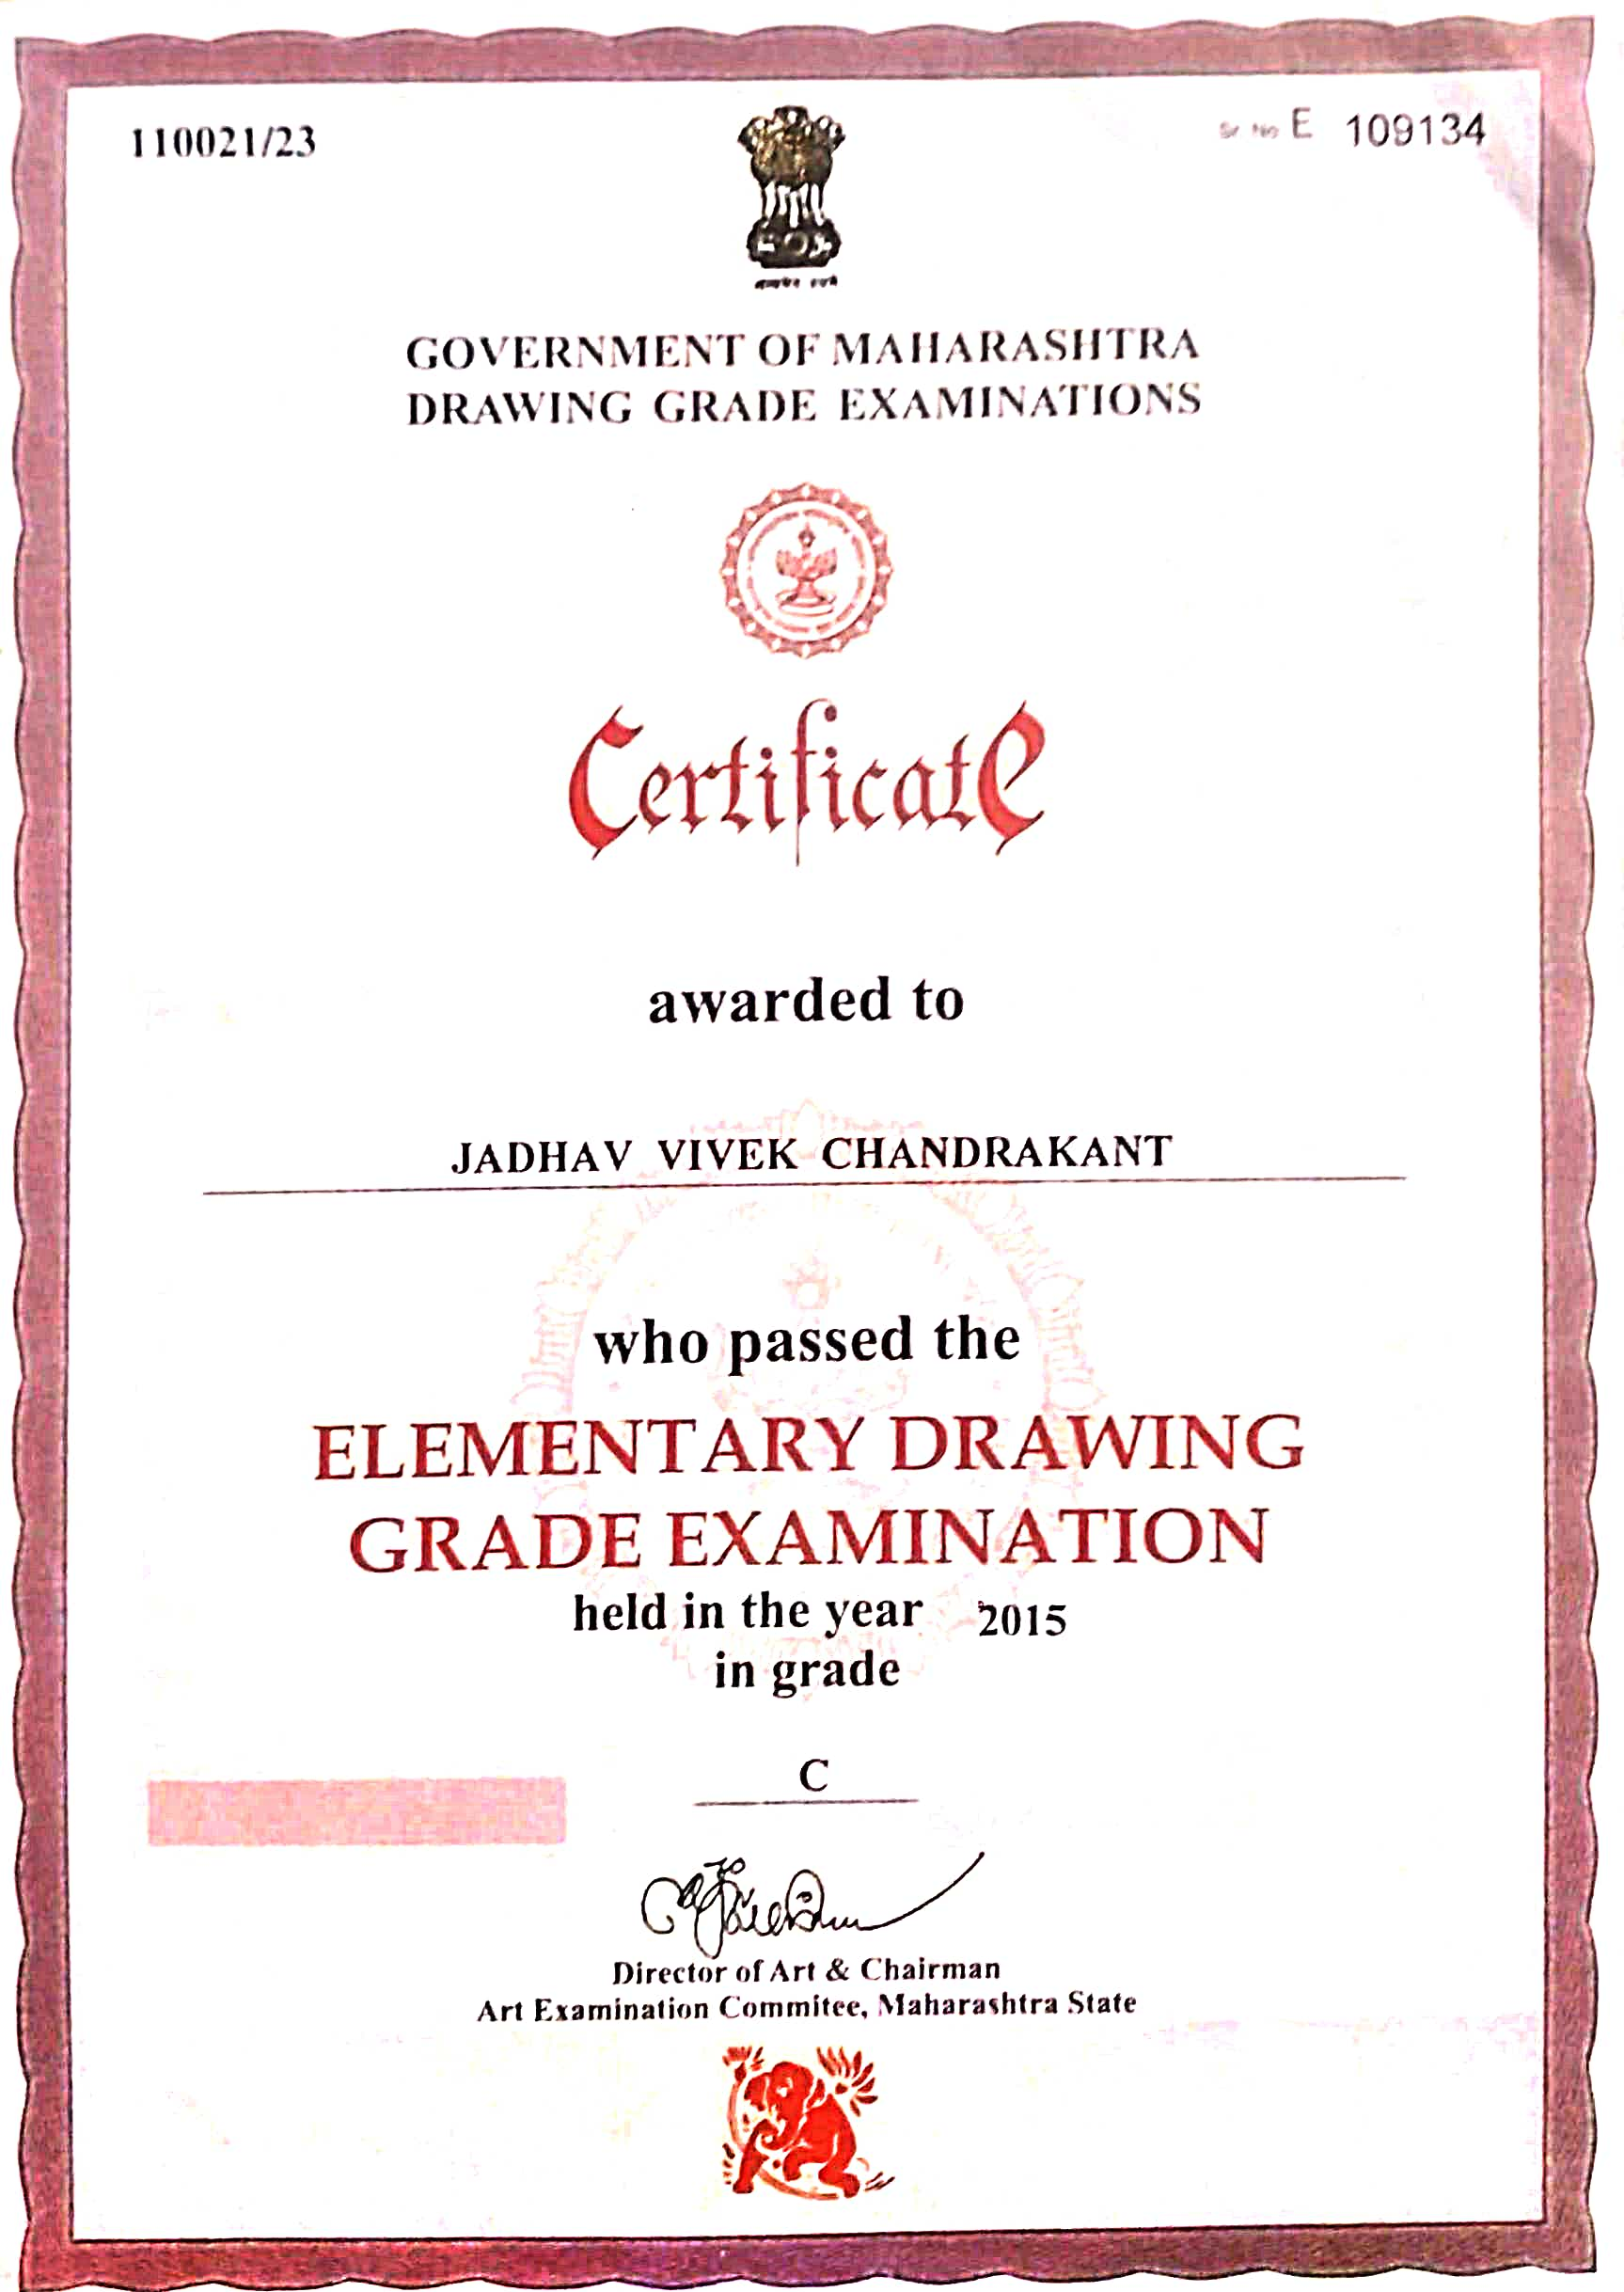 110021/23
Sr No E 109134
GOVERNMENT OF MAHARASHTRA
DRAWING GRADE EXAMINATIONS
Certificate
awarded to
JADHAV VIVEK CHANDRAKANT
who passed the
ELEMENTARY DRAWING
GRADE EXAMINATION
held in the year 2015
in grade
C
Director of Art & Chairman
Art Examination Commitee, Maharashtra State